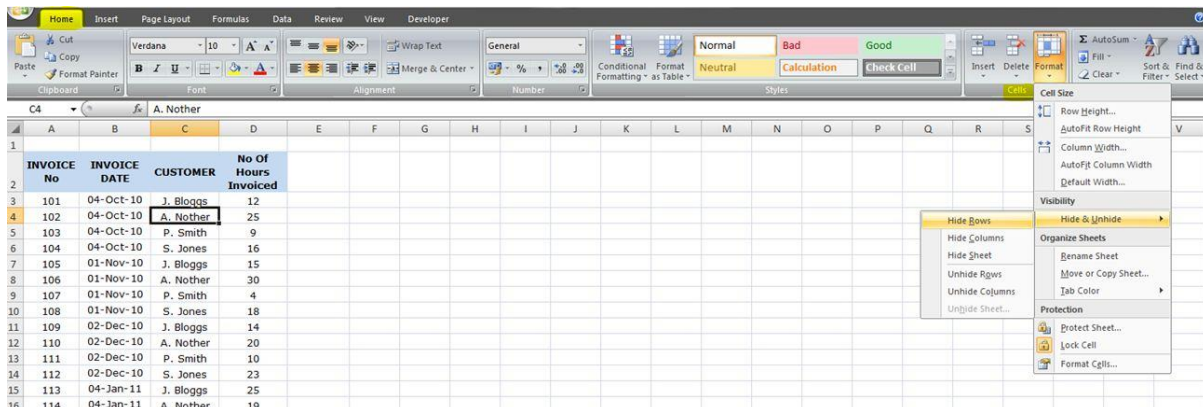 Home Insert Page Layout Formulas Data Review View Developer
Cut
Copy
Format Painter
Paste
Clipboard
Verdana 10 A A
B I U A
Font
Wrap Text
Merge & Center
Alignment
General
% ,
Number
Conditional Formatting
Format as Table
Normal Bad Good
Neutral Calculation Check Cell
Styles
Insert Delete Format
Cells
Σ AutoSum
Fill
Clear
Sort & Filter
Find & Select
C4 fx A. Nother
A B C D E F G H I J K L M N O P Q R S V
1
2 INVOICE No INVOICE DATE CUSTOMER No Of Hours Invoiced
3 101 04-Oct-10 J. Bloggs 12
4 102 04-Oct-10 A. Nother 25
5 103 04-Oct-10 P. Smith 9
6 104 04-Oct-10 S. Jones 16
7 105 01-Nov-10 J. Bloggs 15
8 106 01-Nov-10 A. Nother 30
9 107 01-Nov-10 P. Smith 4
10 108 01-Nov-10 S. Jones 18
11 109 02-Dec-10 J. Bloggs 14
12 110 02-Dec-10 A. Nother 20
13 111 02-Dec-10 P. Smith 10
14 112 02-Dec-10 S. Jones 23
15 113 04-Jan-11 J. Bloggs 25
16 114 04-Jan-11 A. Nother 19
Cell Size
Row Height...
AutoFit Row Height
Column Width...
AutoFit Column Width
Default Width...
Visibility
Hide & Unhide
Organize Sheets
Rename Sheet
Move or Copy Sheet...
Tab Color
Protection
Protect Sheet...
Lock Cell
Format Cells...
Hide Rows
Hide Columns
Hide Sheet
Unhide Rows
Unhide Columns
Unhide Sheet...